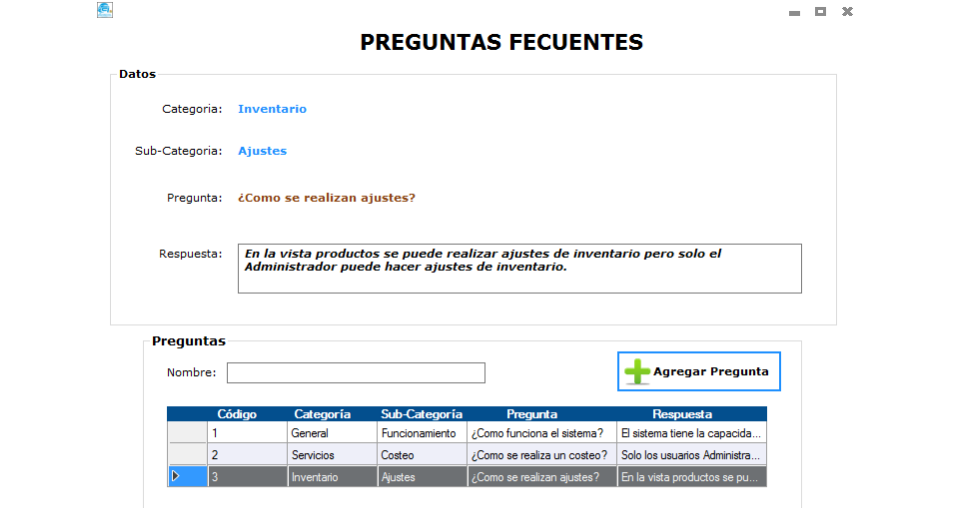 PREGUNTAS FECUENTES
Datos
Categoria: Inventario
Sub-Categoria: Ajustes
Pregunta: ¿Como se realizan ajustes?
Respuesta: En la vista productos se puede realizar ajustes de inventario pero solo el
Administrador puede hacer ajustes de inventario.
Preguntas
Nombre:
Agregar Pregunta
Código Categoría Sub-Categoría Pregunta Respuesta
1 General Funcionamiento ¿Como funciona el sistema? El sistema tiene la capacida...
2 Servicios Costeo ¿Como se realiza un costeo? Solo los usuarios Administra...
3 Inventario Ajustes ¿Como se realizan ajustes? En la vista productos se pu...